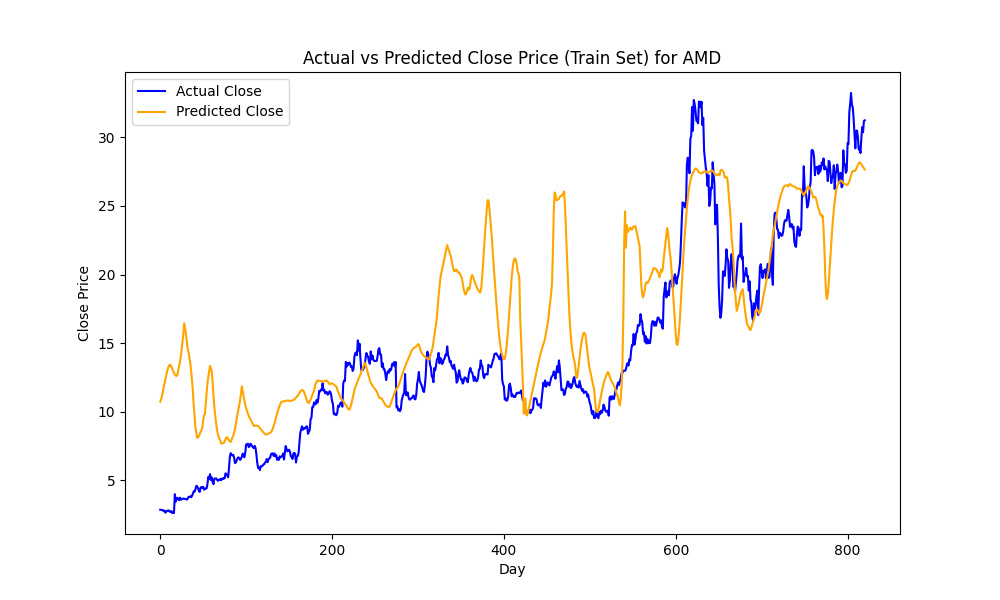 Actual vs Predicted Close Price (Train Set) for AMD
Actual Close
Predicted Close
30
25
20
15
10
5
Close Price
0 200 400 600 800
Day